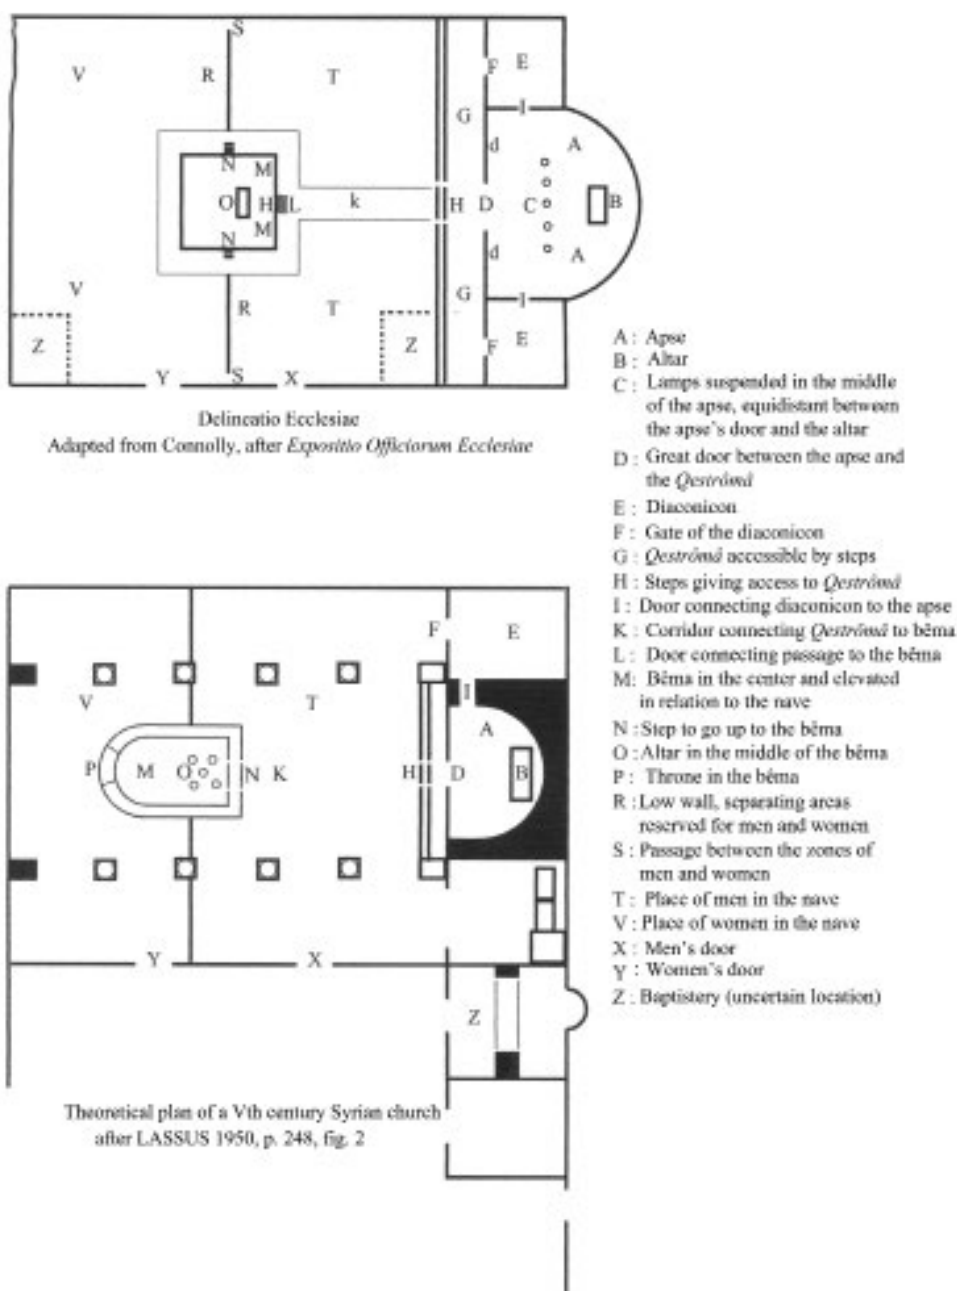 S
V R T F E
I
G
N M d A
O H L k H D C B
M
N d A
V G I
R T
Z Z F E
S
Y X
Delineatio Ecclesiae
Adapted from Connolly, after Expositio Officiorum Ecclesiae
A : Apse
B : Altar
C : Lamps suspended in the middle
of the apse, equidistant between
the apse's door and the altar
D : Great door between the apse and
the Qestrômâ
E : Diaconicon
F : Gate of the diaconicon
G : Qestrômâ accessible by steps
H : Steps giving access to Qestrômâ
I : Door connecting diaconicon to the apse
K : Corridor connecting Qestrômâ to bêma
L : Door connecting passage to the bêma
M : Bêma in the center and elevated
in relation to the nave
N : Step to go up to the bêma
O : Altar in the middle of the bêma
P : Throne in the bêma
R : Low wall, separating areas
reserved for men and women
S : Passage between the zones of
men and women
T : Place of men in the nave
V : Place of women in the nave
X : Men's door
Y : Women's door
Z : Baptistery (uncertain location)
F E
V T I
A
P M O N K H D B
Y X
Z
Theoretical plan of a Vth century Syrian church
after LASSUS 1950, p. 248, fig. 2